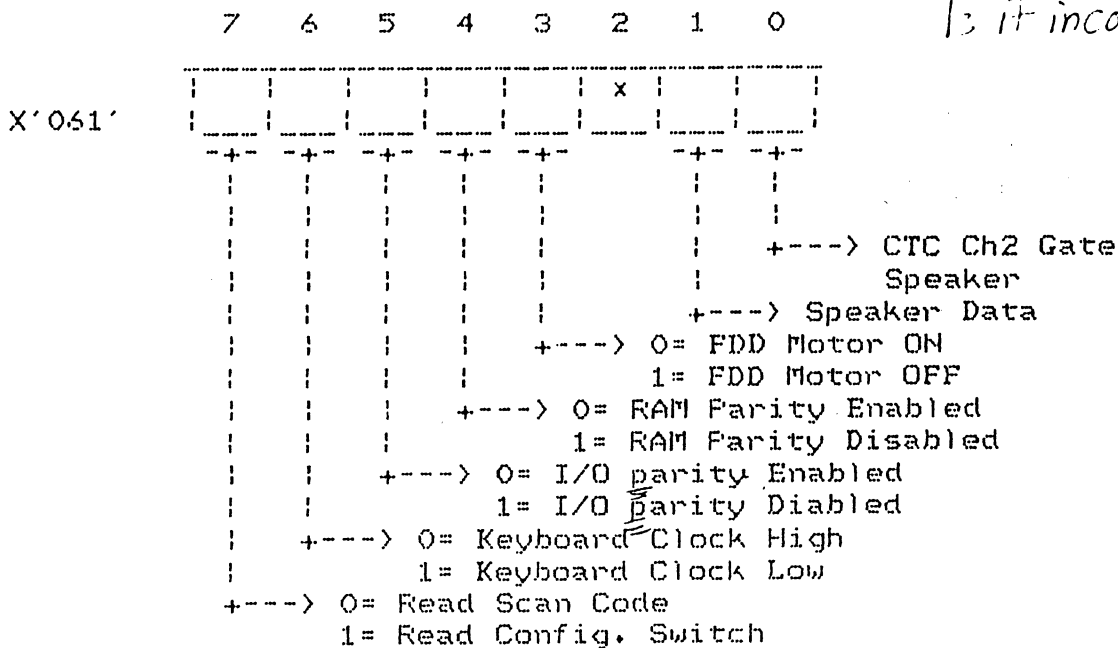 7 6 5 4 3 2 1 0
Is it
x
X'061'
+---> CTC Ch2 Gate
Speaker
+---> Speaker Data
+---> 0= FDD Motor ON
1= FDD Motor OFF
+---> 0= RAM Parity Enabled
1= RAM Parity Disabled
+---> 0= I/O parity Enabled
1= I/O parity Diabled
+---> 0= Keyboard Clock High
1= Keyboard Clock Low
+---> 0= Read Scan Code
1= Read Config. Switch